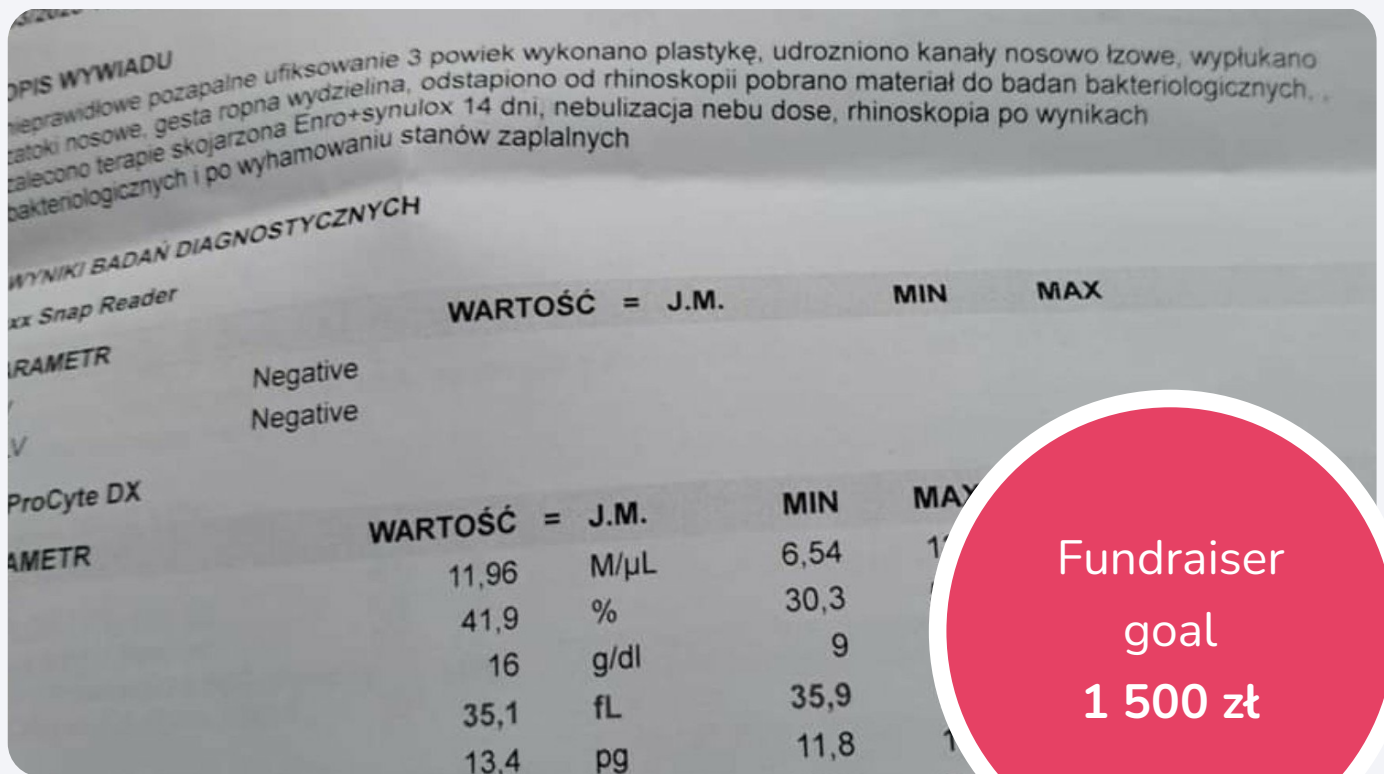 OPIS WYWIADU
nieprawidłowe pozapalne ufiksowanie 3 powiek wykonano plastykę, udrozniono kanały nosowo łzowe, wypłukano
zatoki nosowe, gesta ropna wydzielina, odstapiono od rhinoskopii pobrano materiał do badan bakteriologicznych, ,
zalecono terapie skojarzona Enro+synulox 14 dni, nebulizacja nebu dose, rhinoskopia po wynikach
bakteriologicznych i po wyhamowaniu stanów zaplalnych
WYNIKI BADAŃ DIAGNOSTYCZNYCH
xx Snap Reader
ARAMETR WARTOŚĆ = J.M. MIN MAX
Negative
V Negative
ProCyte DX
AMETR WARTOŚĆ = J.M. MIN MAX
11,96 M/µL 6,54
41,9 % 30,3
16 g/dl 9
35,1 fL 35,9
13,4 pg 11,8
Fundraiser
goal
1 500 zł